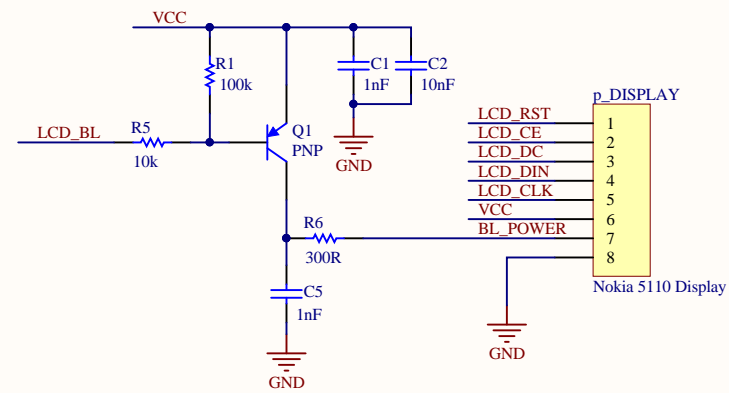 VCC
R1
100k
C1
1nF
C2
10nF
LCD_BL
R5
10k
Q1
PNP
GND
R6
300R
C5
1nF
GND
p_DISPLAY
LCD_RST
1
LCD_CE
2
LCD_DC
3
LCD_DIN
4
LCD_CLK
5
VCC
6
BL_POWER
7
8
Nokia 5110 Display
GND